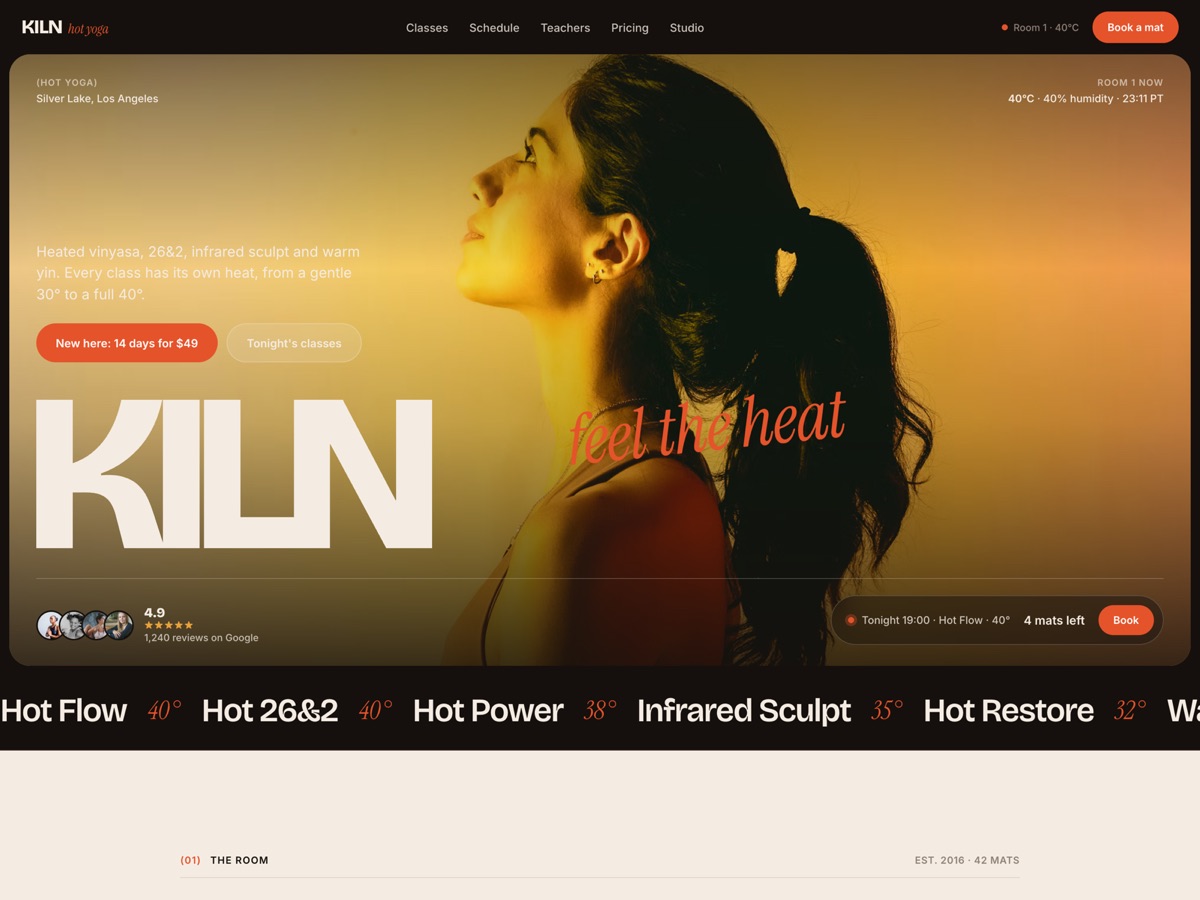 KILN hot yoga
Classes Schedule Teachers Pricing Studio
Room 1 · 40°C
Book a mat
(HOT YOGA)
Silver Lake, Los Angeles
ROOM 1 NOW
40°C · 40% humidity · 23:11 PT
Heated vinyasa, 26&2, infrared sculpt and warm
yin. Every class has its own heat, from a gentle
30° to a full 40°.
New here: 14 days for $49
Tonight's classes
KILN
feel the heat
4.9
★★★★★
1,240 reviews on Google
Tonight 19:00 · Hot Flow · 40° 4 mats left Book
Hot Flow 40° Hot 26&2 40° Hot Power 38° Infrared Sculpt 35° Hot Restore 32° Wa
(01) THE ROOM
EST. 2016 · 42 MATS